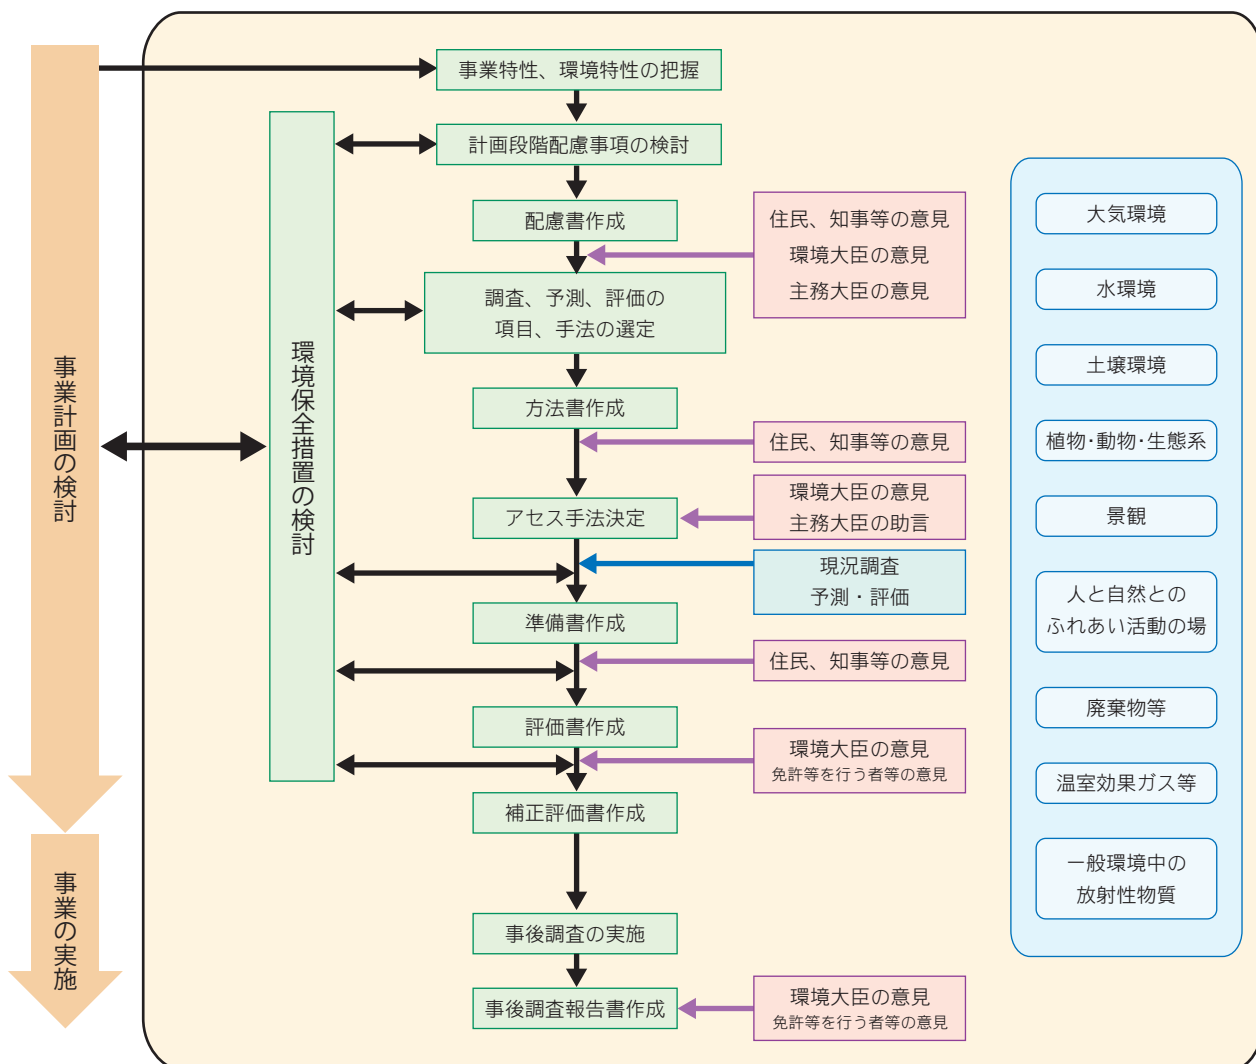 事業計画の検討
事業の実施
環境保全措置の検討
事業特性、環境特性の把握
計画段階配慮事項の検討
配慮書作成
調査、予測、評価の
項目、手法の選定
方法書作成
アセス手法決定
準備書作成
評価書作成
補正評価書作成
事後調査の実施
事後調査報告書作成
住民、知事等の意見
環境大臣の意見
主務大臣の意見
住民、知事等の意見
環境大臣の意見
主務大臣の助言
現況調査
予測・評価
住民、知事等の意見
環境大臣の意見
免許等を行う者等の意見
環境大臣の意見
免許等を行う者等の意見
大気環境
水環境
土壌環境
植物・動物・生態系
景観
人と自然との
ふれあい活動の場
廃棄物等
温室効果ガス等
一般環境中の
放射性物質